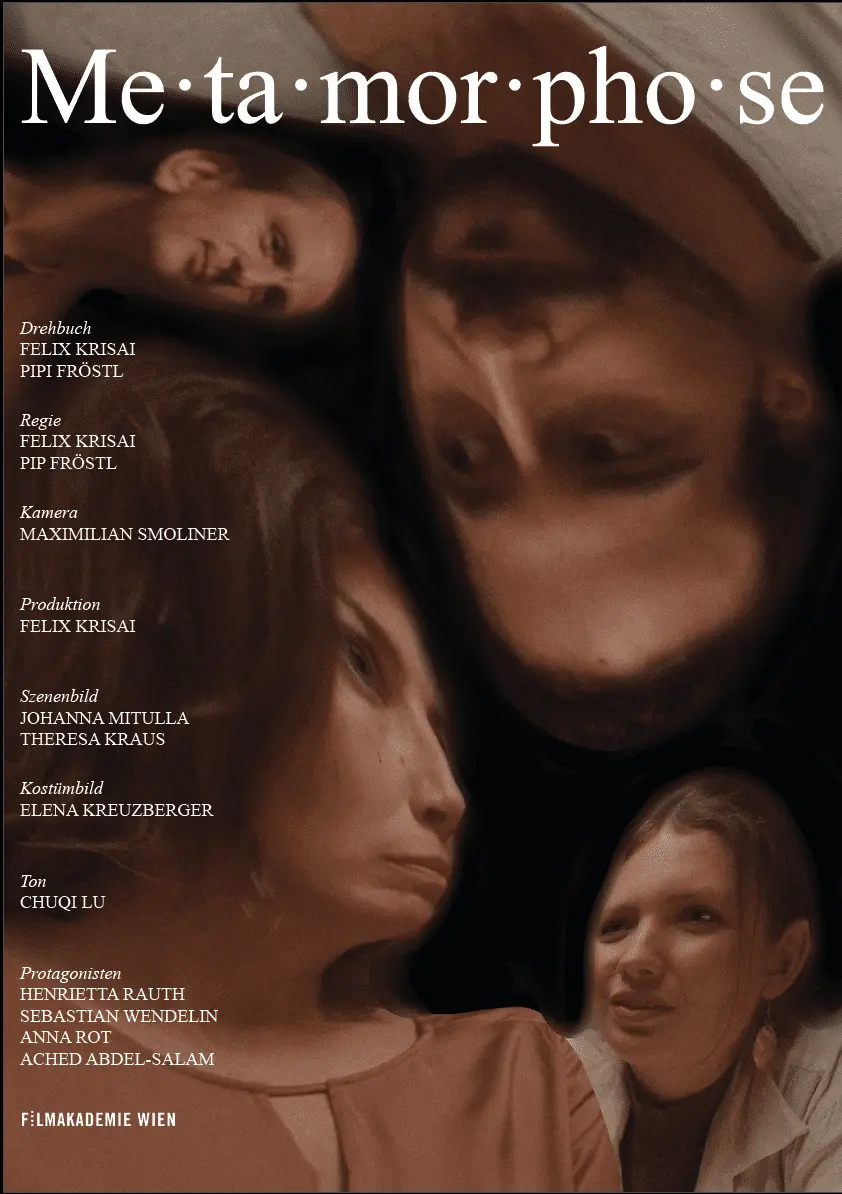 Me·ta·mor·pho·se
Drehbuch
FELIX KRISAI
PIPI FRÖSTL
Regie
FELIX KRISAI
PIP FRÖSTL
Kamera
MAXIMILIAN SMOLINER
Produktion
FELIX KRISAI
Szenenbild
JOHANNA MITULLA
THERESA KRAUS
Kostümbild
ELENA KREUZBERGER
Ton
CHUQI LU
Protagonisten
HENRIETTA RAUTH
SEBASTIAN WENDELIN
ANNA ROT
ACHED ABDEL-SALAM
FILMAKADEMIE WIEN